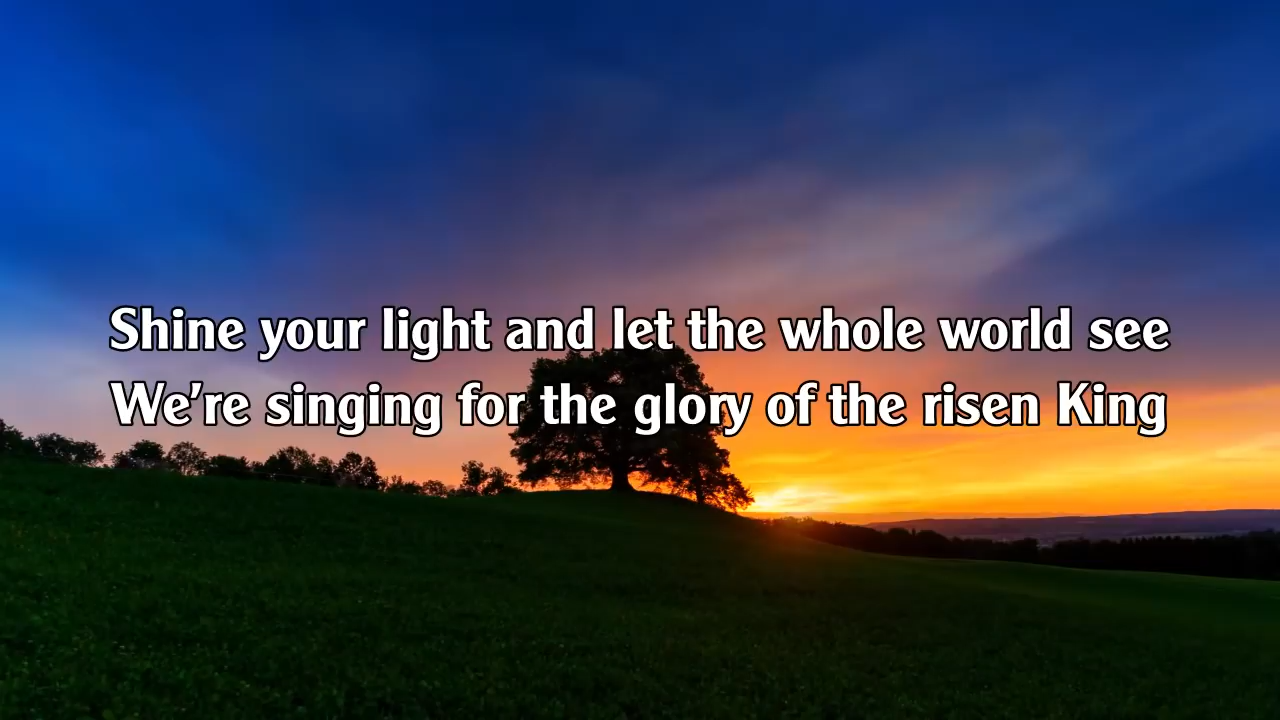 Shine your light and let the whole world see
We're singing for the glory of the risen King